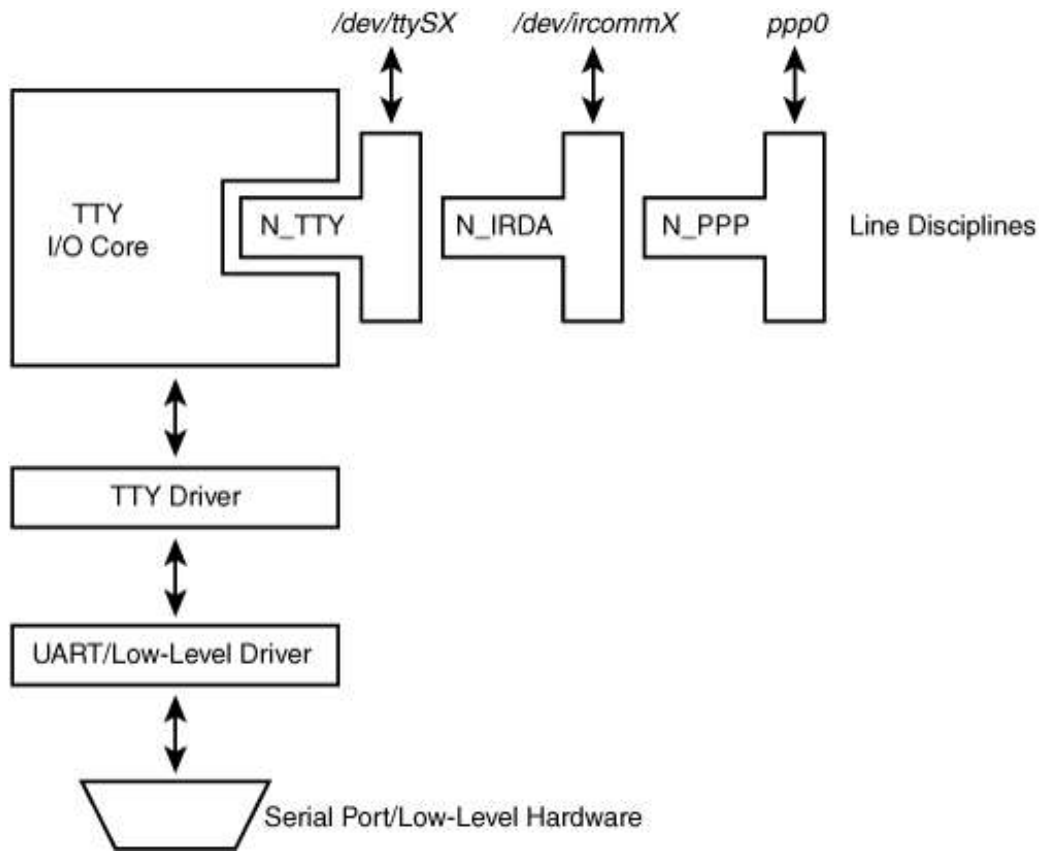 /dev/ttySX /dev/ircommX ppp0
TTY
I/O Core
N_TTY N_IRDA N_PPP Line Disciplines
TTY Driver
UART/Low-Level Driver
Serial Port/Low-Level Hardware